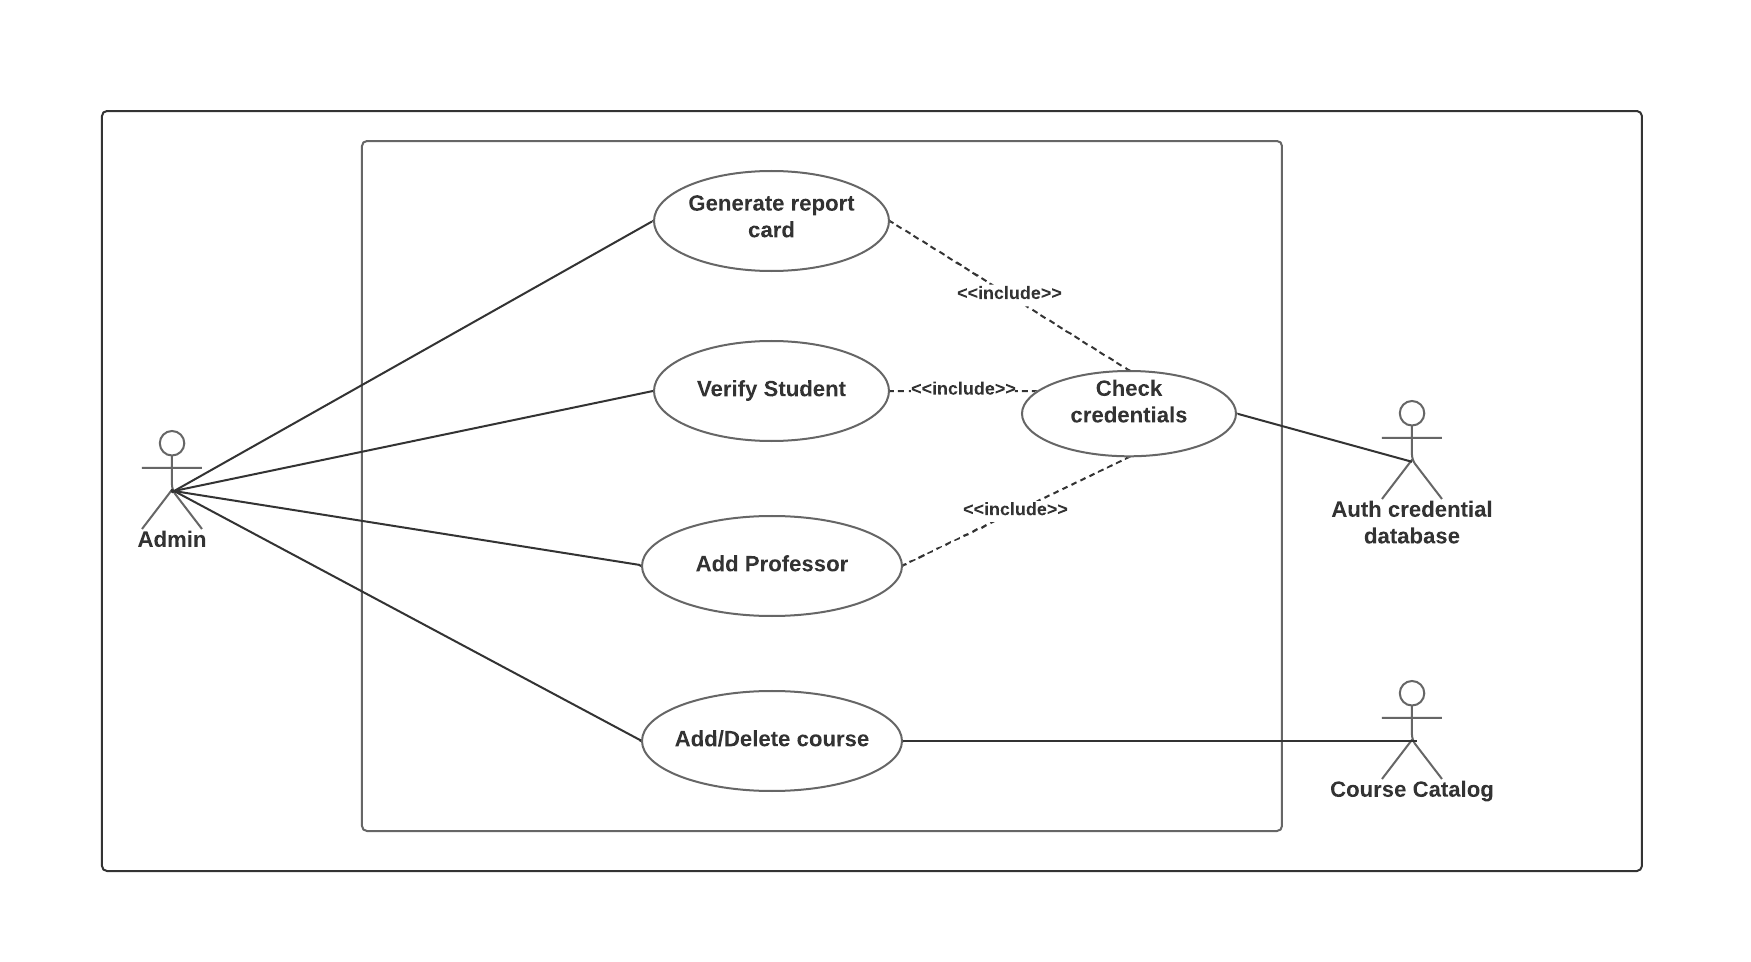 Generate report
card
<<include>>
Verify Student
<<include>>
Check
credentials
Admin
<<include>>
Auth credential
database
Add Professor
Add/Delete course
Course Catalog